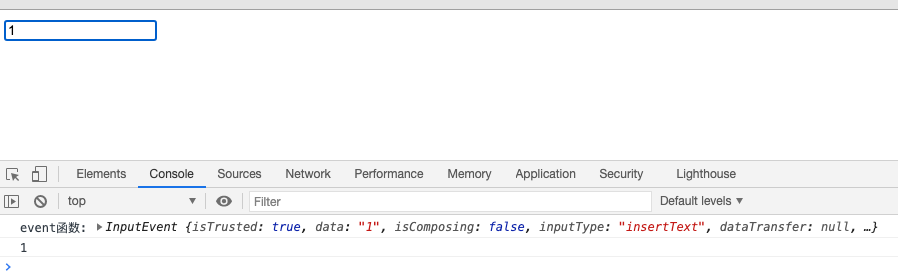 1
Elements Console Sources Network Performance Memory Application Security Lighthouse
top Filter Default levels
event函数: InputEvent {isTrusted: true, data: "1", isComposing: false, inputType: "insertText", dataTransfer: null, …}
1